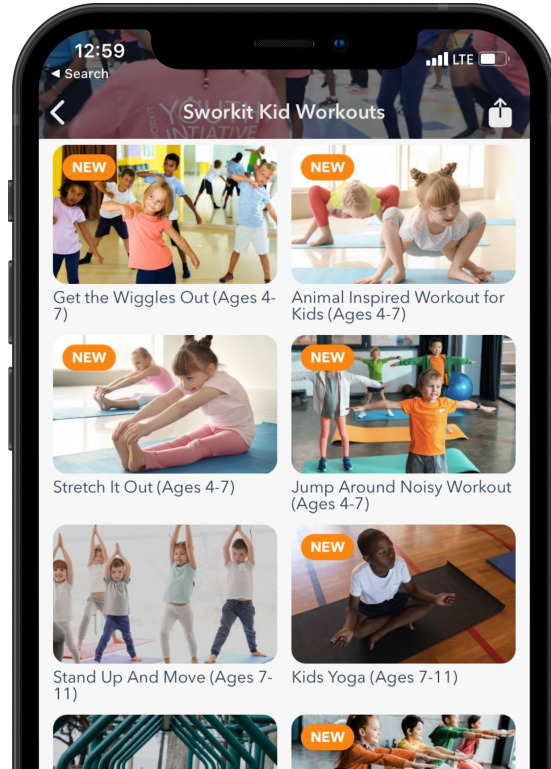 12:59
LTE
Search
YOUTH
INITIATIVE
Sworkit Kid Workouts
NEW
NEW
Get the Wiggles Out (Ages 4-
7)
Animal Inspired Workout for
Kids (Ages 4-7)
NEW
NEW
Stretch It Out (Ages 4-7)
Jump Around Noisy Workout
(Ages 4-7)
NEW
Stand Up And Move (Ages 7-
11)
Kids Yoga (Ages 7-11)
NEW